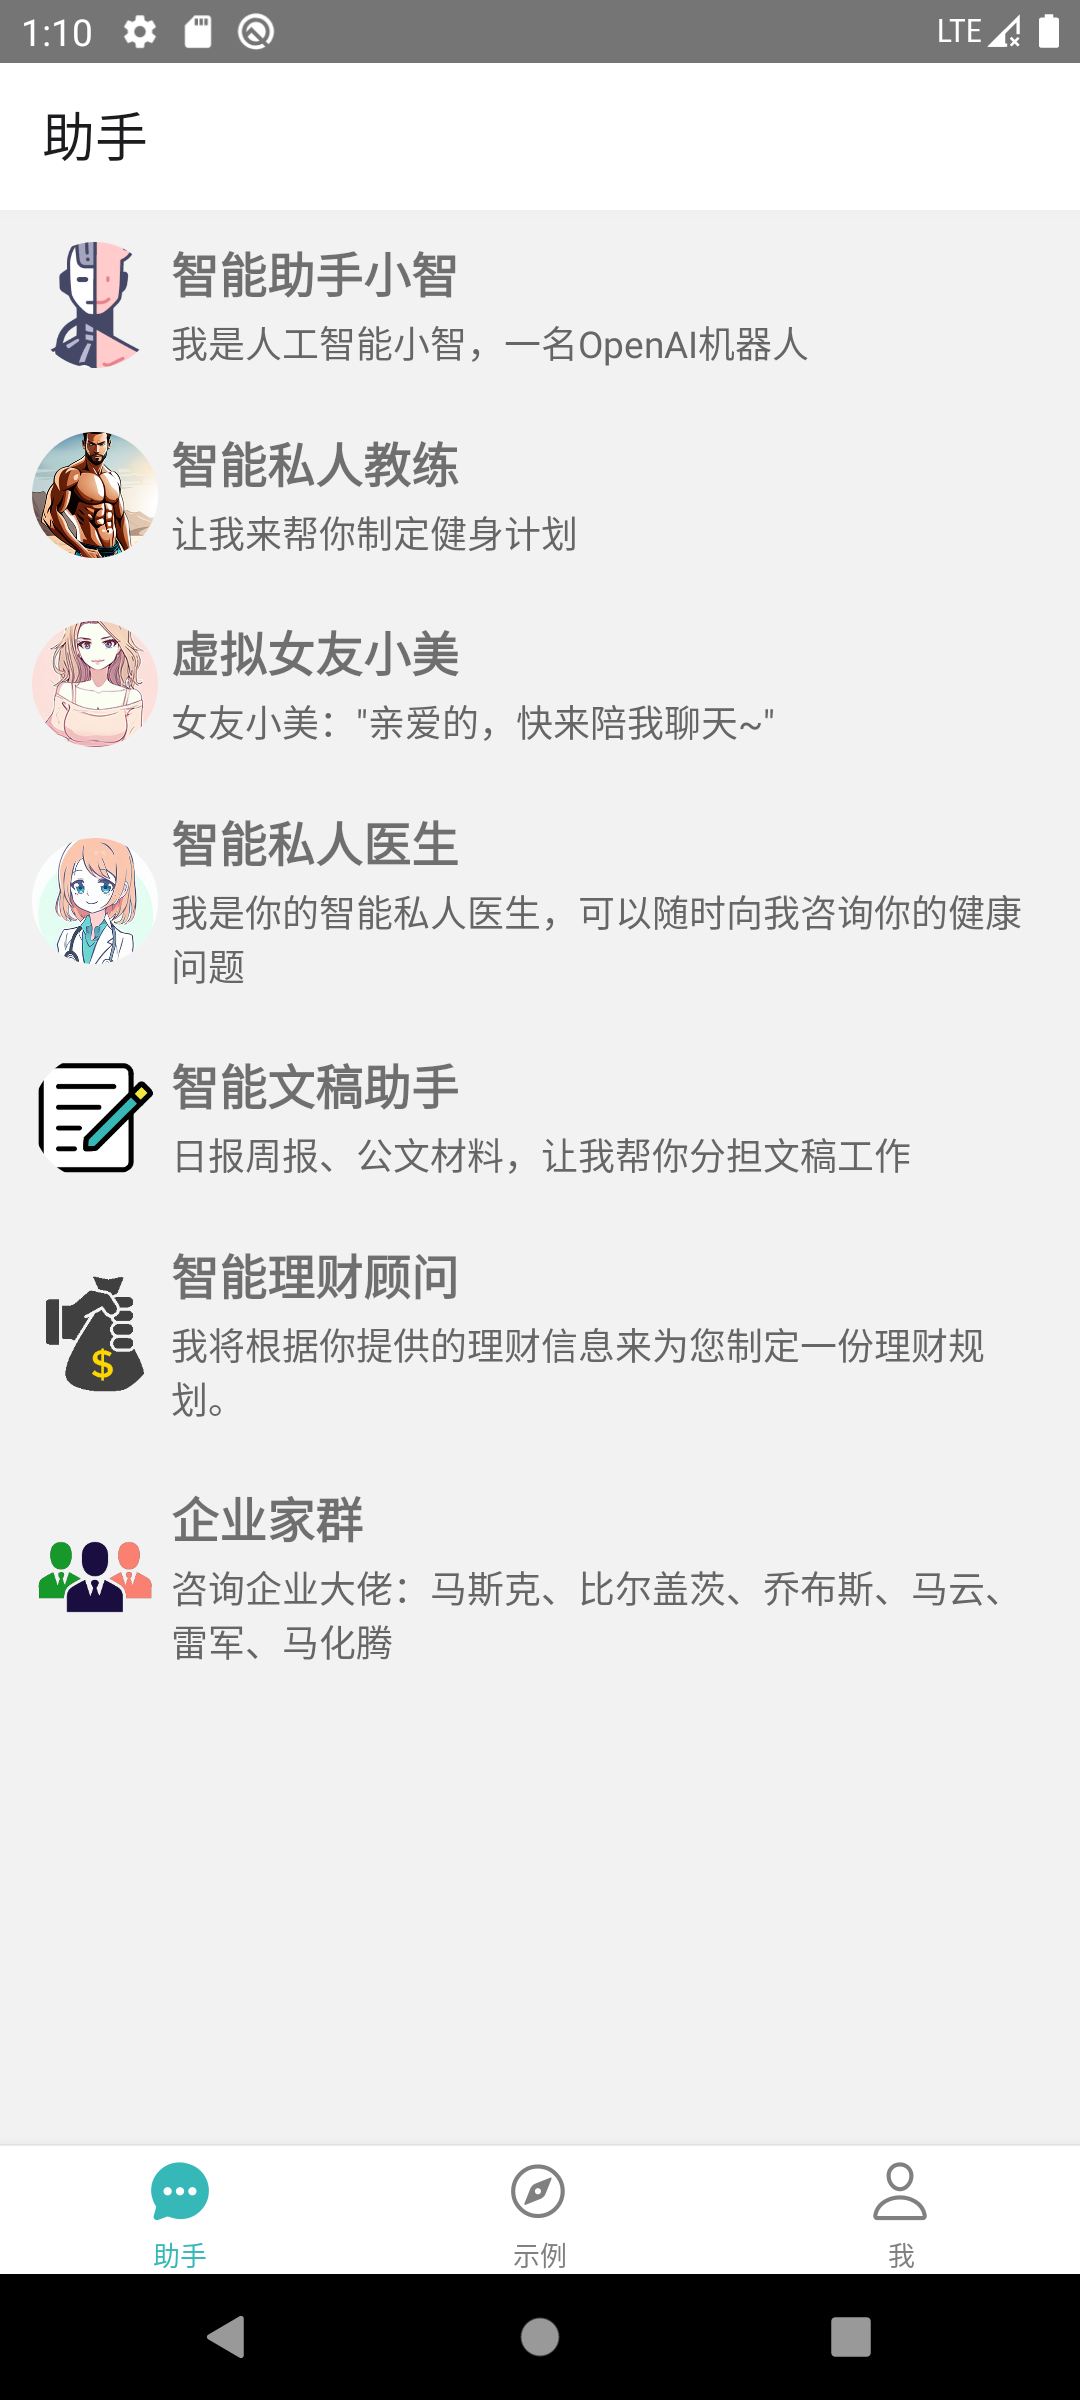 1:10
LTE
助手
智能助手小智
我是人工智能小智，一名OpenAI机器人
智能私人教练
让我来帮你制定健身计划
虚拟女友小美
女友小美："亲爱的，快来陪我聊天~"
智能私人医生
我是你的智能私人医生，可以随时向我咨询你的健康
问题
智能文稿助手
日报周报、公文材料，让我帮你分担文稿工作
智能理财顾问
我将根据你提供的理财信息来为您制定一份理财规
划。
企业家群
咨询企业大佬：马斯克、比尔盖茨、乔布斯、马云、
雷军、马化腾
助手
示例
我